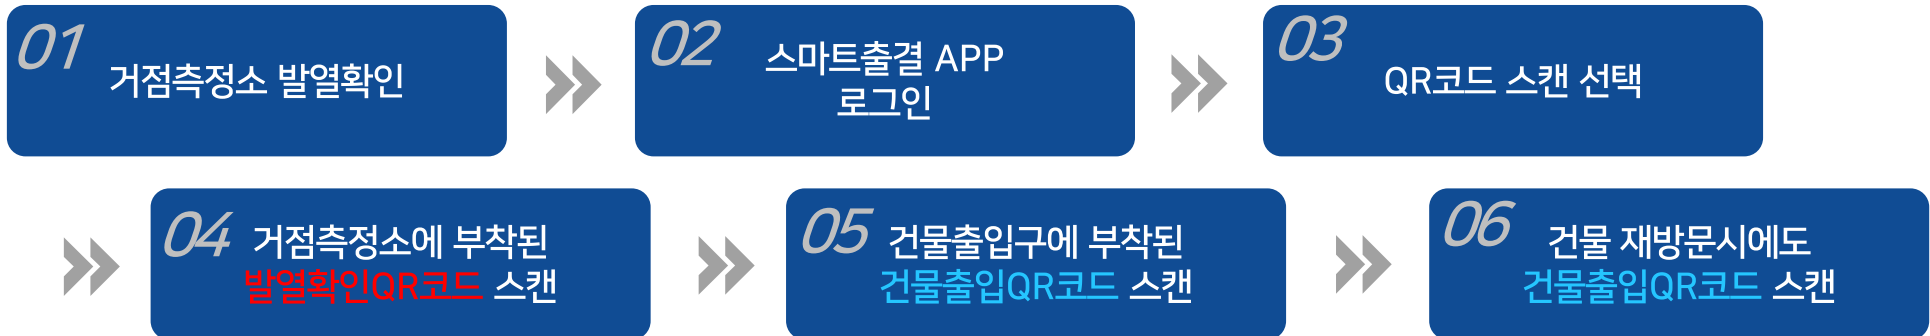 01
거점측정소 발열확인
02
스마트출결 APP
로그인
03
QR코드 스캔 선택
04
거점측정소에 부착된
발열확인QR코드 스캔
05
건물출입구에 부착된
건물출입QR코드 스캔
06
건물 재방문시에도
건물출입QR코드 스캔